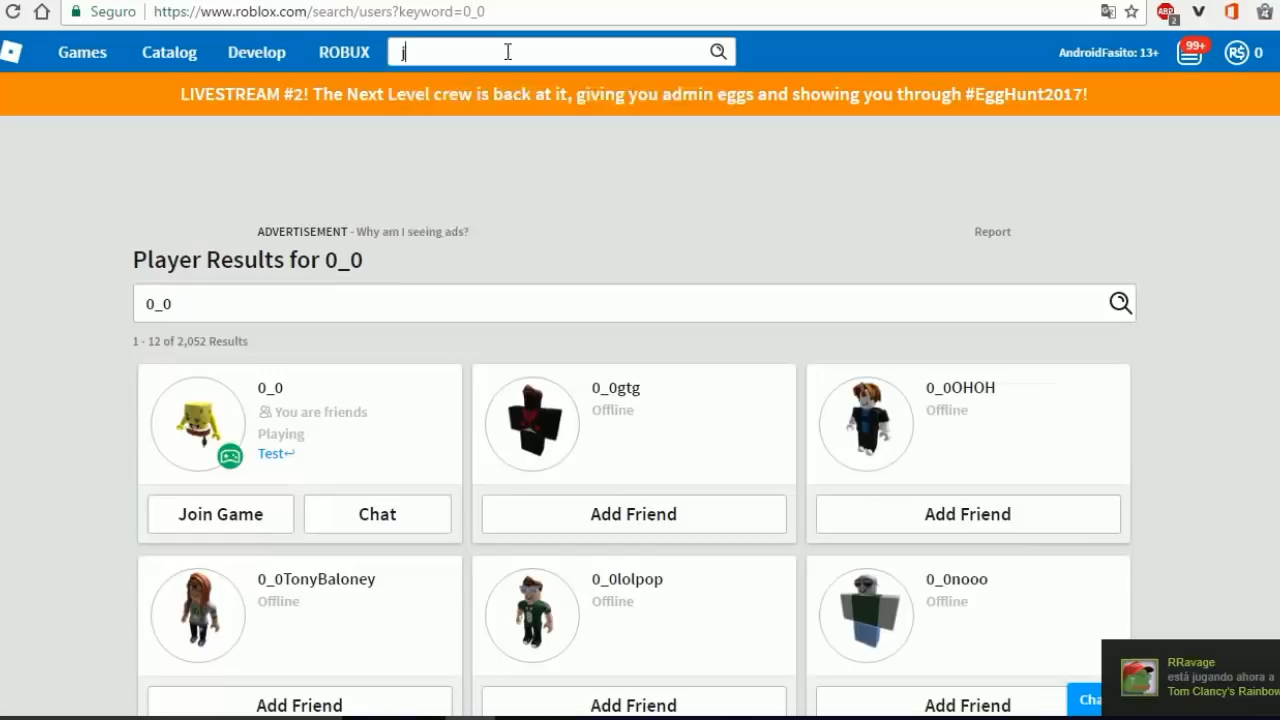 Seguro https://www.roblox.com/search/users?keyword=0_0
ABP 2
Games Catalog Develop ROBUX j AndroidFasito: 13+ 99+ R$ 0
LIVESTREAM #2! The Next Level crew is back at it, giving you admin eggs and showing you through #EggHunt2017!
ADVERTISEMENT - Why am I seeing ads? Report
Player Results for 0_0
0_0
1 - 12 of 2,052 Results
0_0
You are friends
Playing
Test↩
Join Game Chat
0_0gtg
Offline
Add Friend
0_0OHOH
Offline
Add Friend
0_0TonyBaloney
Offline
Add Friend
0_0lolpop
Offline
Add Friend
0_0nooo
Offline
Add Friend
Cha
RRavage
está jugando ahora a
Tom Clancy's Rainbow